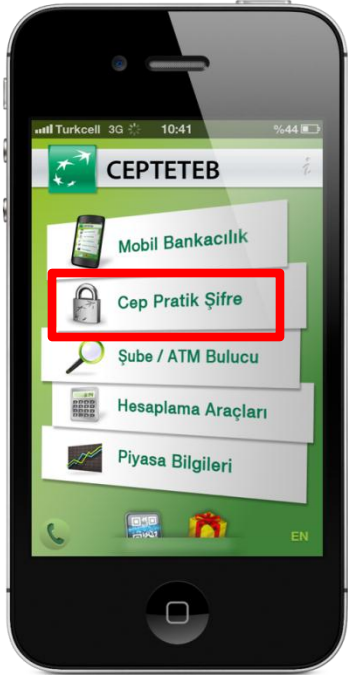 Turkcell 3G 10:41 %44
CEPTETEB
i
Mobil Bankacılık
Cep Pratik Şifre
Şube / ATM Bulucu
Hesaplama Araçları
Piyasa Bilgileri
EN